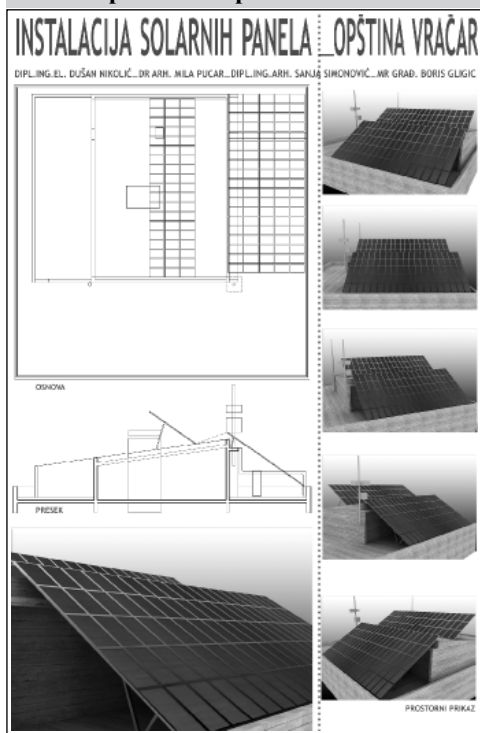 INSTALACIJA SOLARNIH PANELA _OPŠTINA VRAČAR
DIPL.ING.EL. DUŠAN NIKOLIĆ_DR ARH. MILA PUCAR_DIPL.ING.ARH. SANJA SIMONOVIĆ_MR GRAĐ. BORIS GLIGIC
OSNOVA
PRESEK
PROSTORNI PRIKAZ